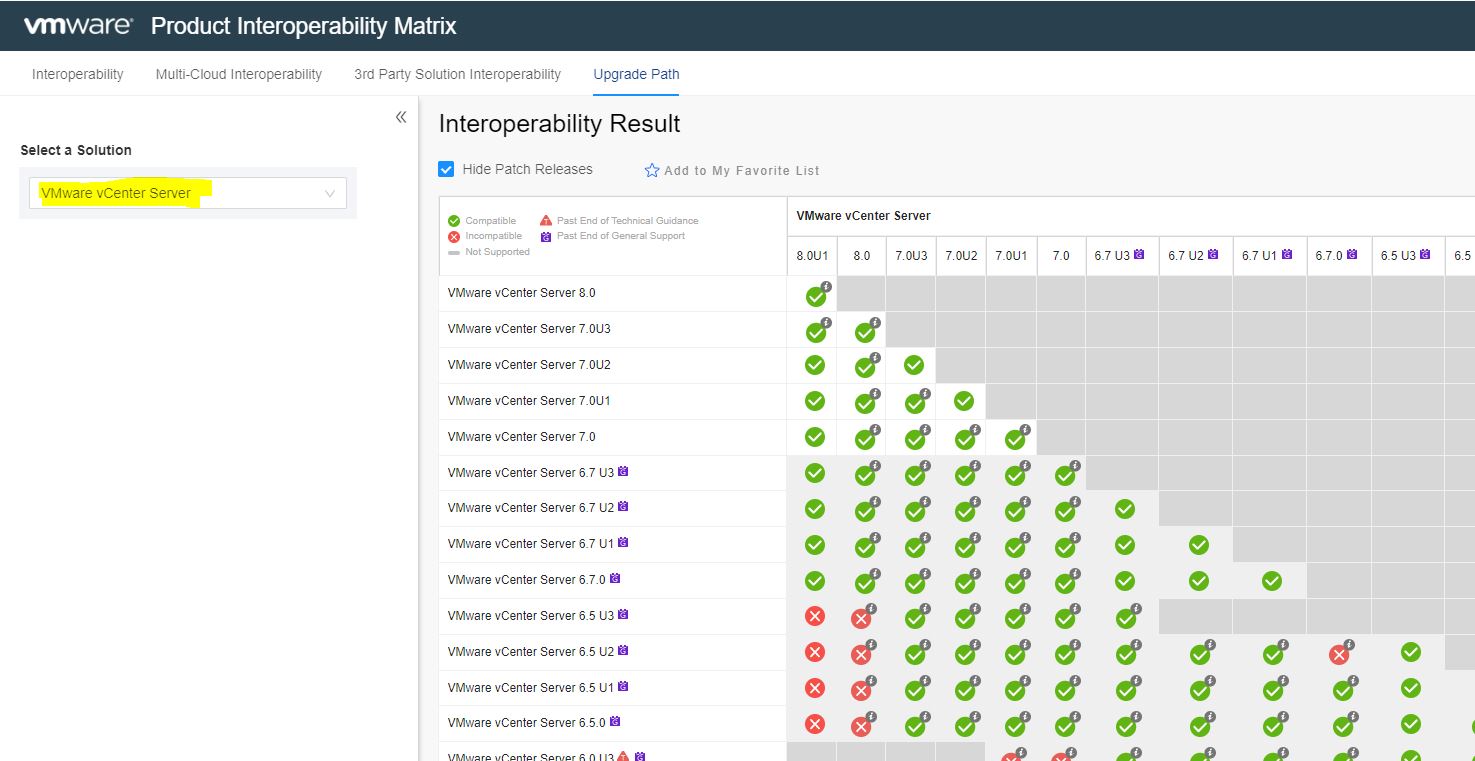 vmware® Product Interoperability Matrix
Interoperability Multi-Cloud Interoperability 3rd Party Solution Interoperability Upgrade Path
«
Select a Solution
VMware vCenter Server
Interoperability Result
Hide Patch Releases Add to My Favorite List
Compatible Past End of Technical Guidance
Incompatible Past End of General Support
Not Supported
VMware vCenter Server
8.0U1 8.0 7.0U3 7.0U2 7.0U1 7.0 6.7 U3 6.7 U2 6.7 U1 6.7.0 6.5 U3 6.5
VMware vCenter Server 8.0
VMware vCenter Server 7.0U3
VMware vCenter Server 7.0U2
VMware vCenter Server 7.0U1
VMware vCenter Server 7.0
VMware vCenter Server 6.7 U3
VMware vCenter Server 6.7 U2
VMware vCenter Server 6.7 U1
VMware vCenter Server 6.7.0
VMware vCenter Server 6.5 U3
VMware vCenter Server 6.5 U2
VMware vCenter Server 6.5 U1
VMware vCenter Server 6.5.0
VMware vCenter Server 6.0 U3